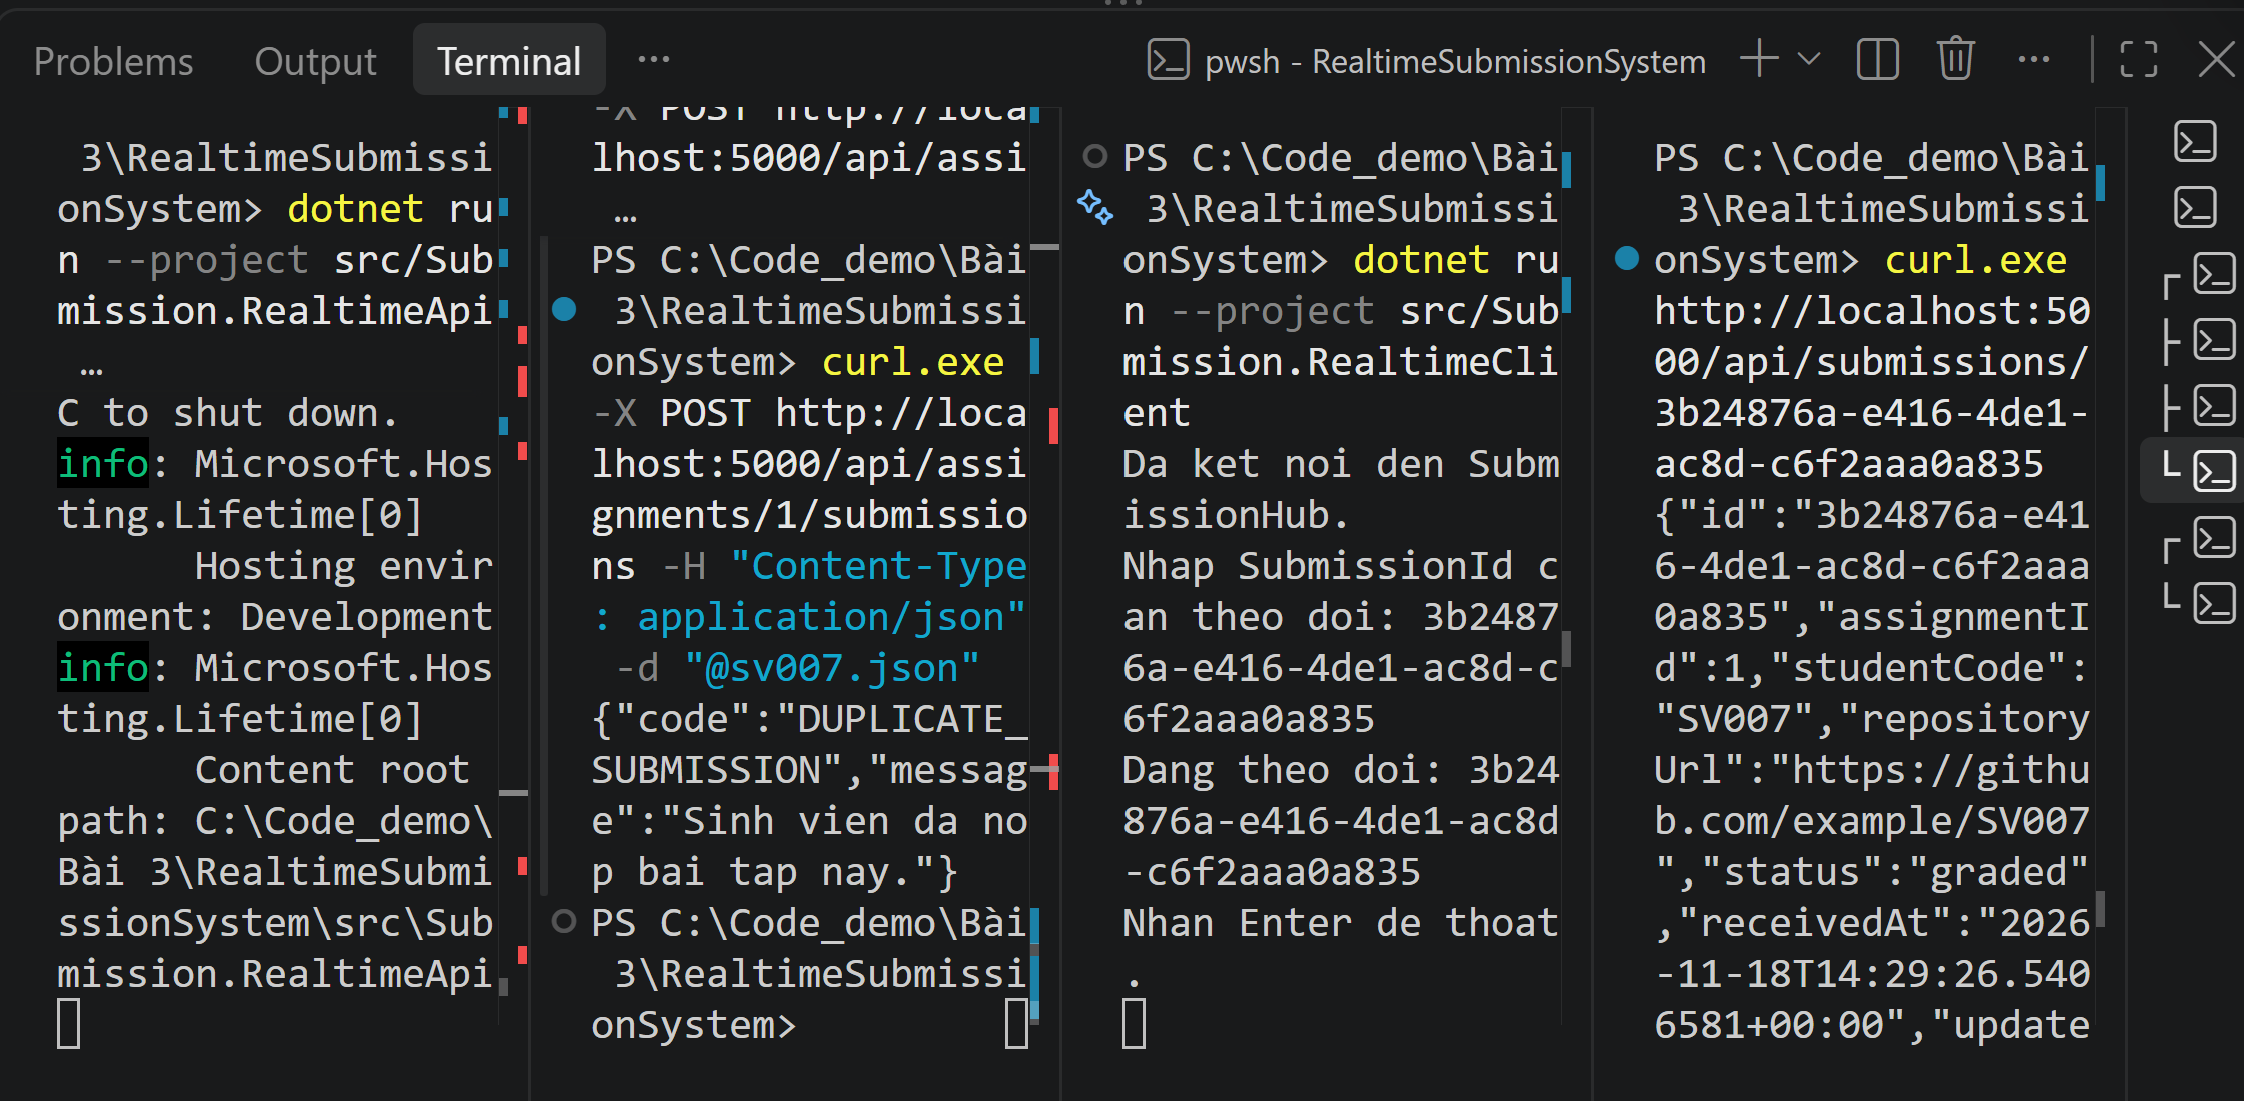 Problems
Output
Terminal
pwsh - RealtimeSubmissionSystem
 3\RealtimeSubmissi
onSystem> dotnet ru
n --project src/Sub
mission.RealtimeApi
 …
C to shut down.
info: Microsoft.Hos
ting.Lifetime[0]
      Hosting envir
onment: Development
info: Microsoft.Hos
ting.Lifetime[0]
      Content root 
path: C:\Code_demo\
Bài 3\RealtimeSubmi
ssionSystem\src\Sub
mission.RealtimeApi
-X POST http://loca
lhost:5000/api/assi
 …
PS C:\Code_demo\Bài
 3\RealtimeSubmissi
onSystem> curl.exe
-X POST http://loca
lhost:5000/api/assi
gnments/1/submissio
ns -H "Content-Type
: application/json"
 -d "@sv007.json"
{"code":"DUPLICATE_
SUBMISSION","messag
e":"Sinh vien da no
p bai tap nay."}
PS C:\Code_demo\Bài
 3\RealtimeSubmissi
onSystem>
PS C:\Code_demo\Bài
 3\RealtimeSubmissi
onSystem> dotnet ru
n --project src/Sub
mission.RealtimeCli
ent
Da ket noi den Subm
issionHub.
Nhap SubmissionId c
an theo doi: 3b2487
6a-e416-4de1-ac8d-c
6f2aaa0a835
Dang theo doi: 3b24
876a-e416-4de1-ac8d
-c6f2aaa0a835
Nhan Enter de thoat
.
PS C:\Code_demo\Bài
 3\RealtimeSubmissi
onSystem> curl.exe
http://localhost:50
00/api/submissions/
3b24876a-e416-4de1-
ac8d-c6f2aaa0a835
{"id":"3b24876a-e41
6-4de1-ac8d-c6f2aaa
0a835","assignmentI
d":1,"studentCode":
"SV007","repository
Url":"https://githu
b.com/example/SV007
","status":"graded"
,"receivedAt":"2026
-11-18T14:29:26.540
6581+00:00","update